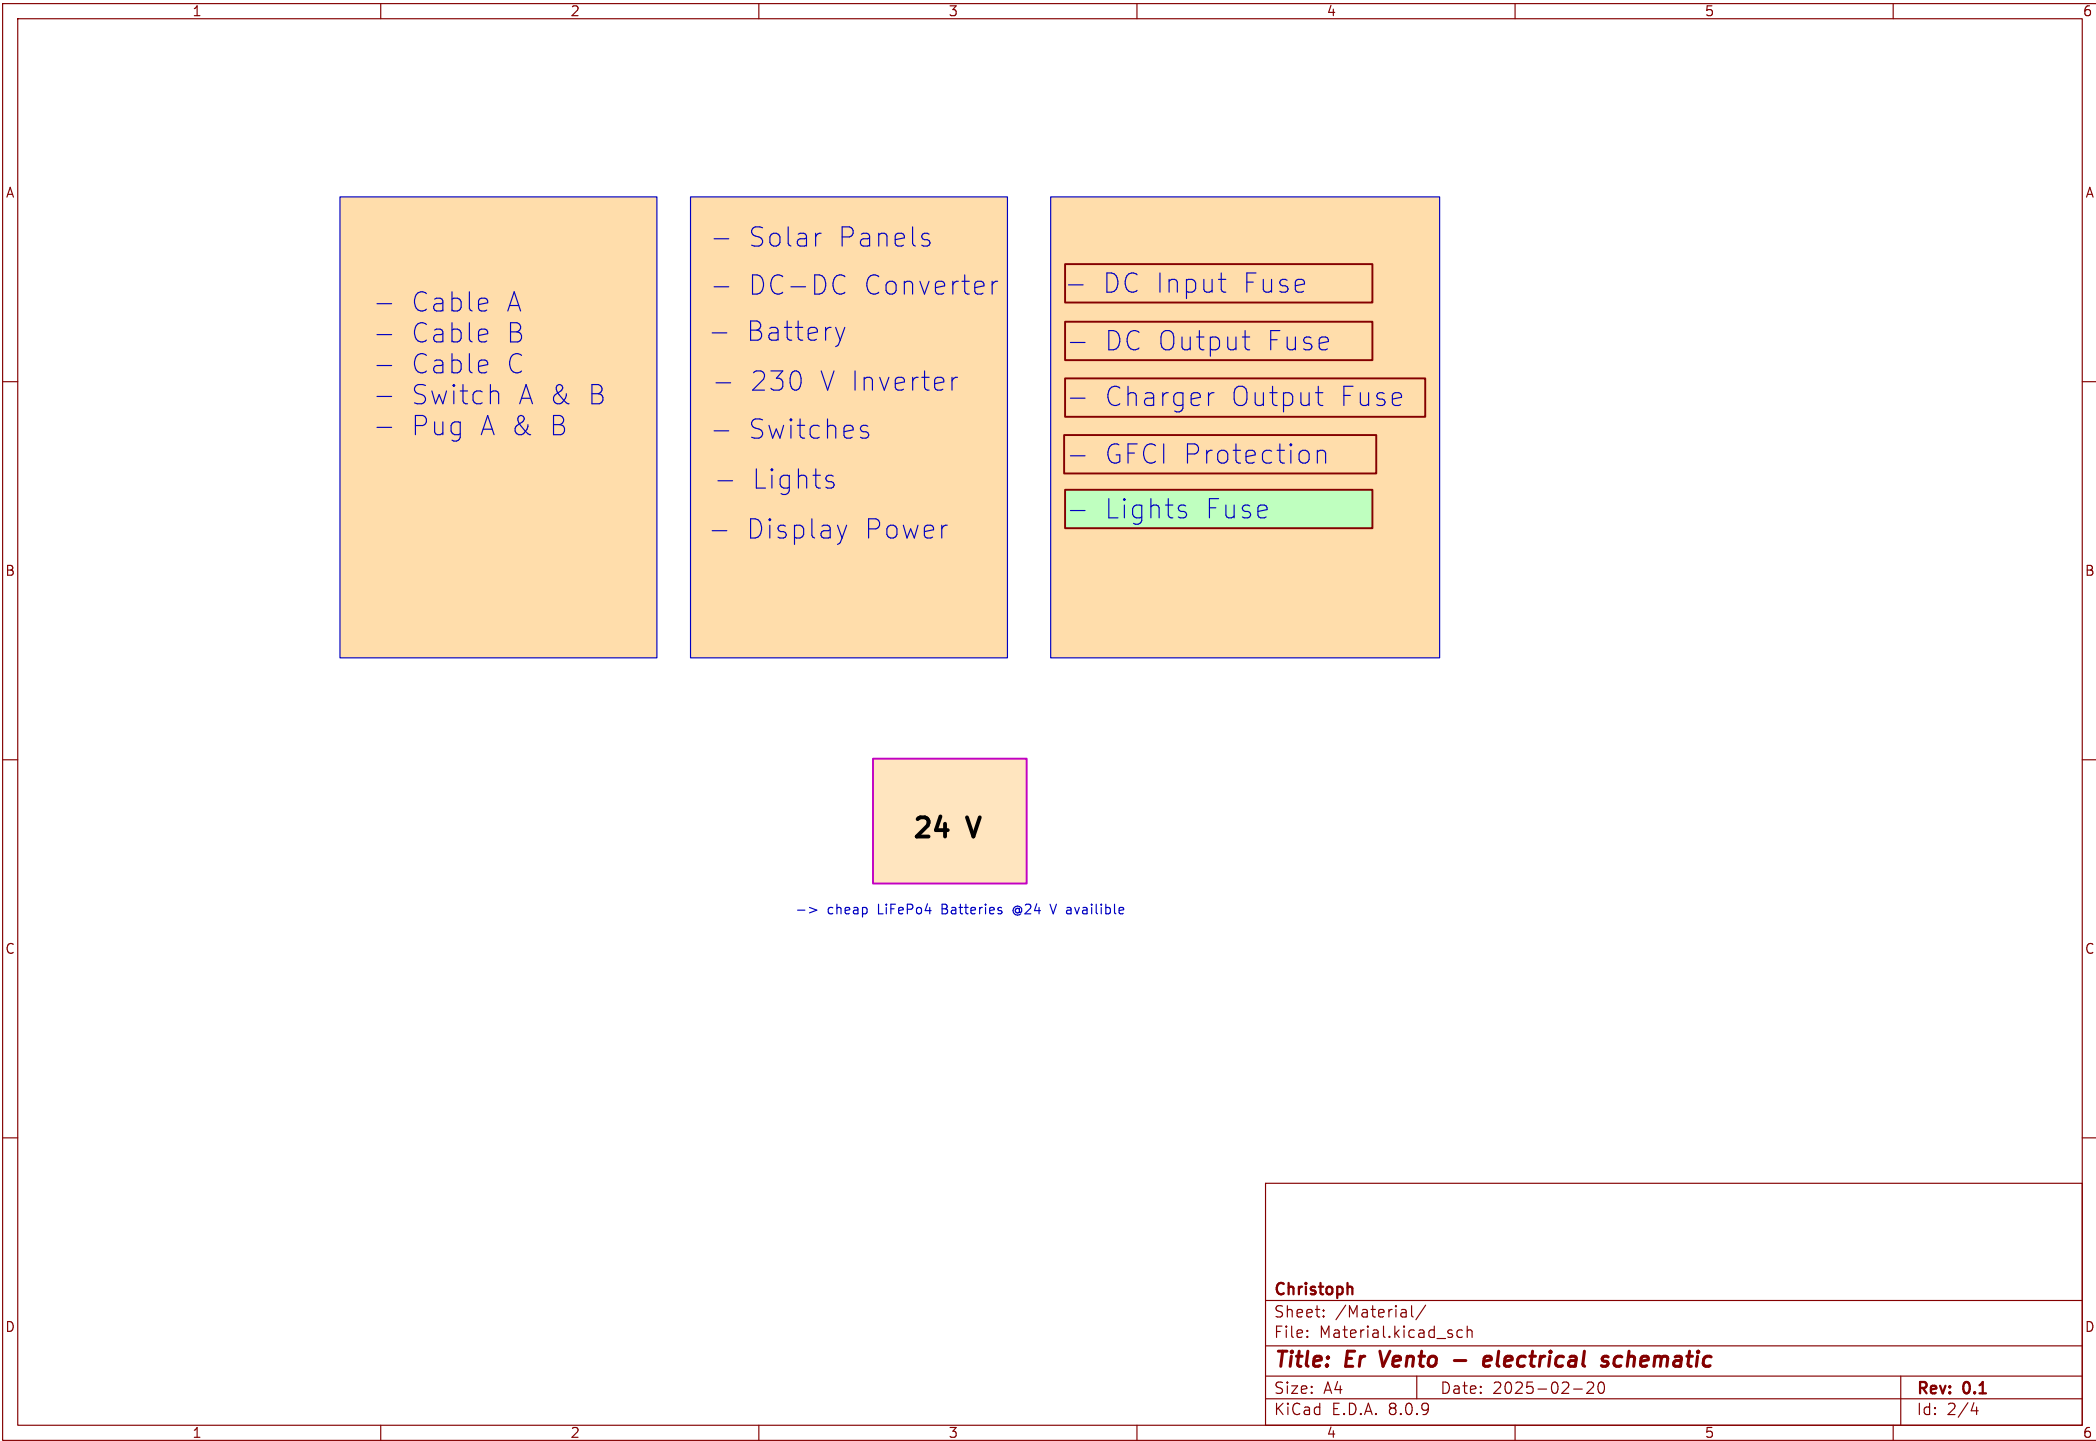 1 2 3 4 5 6
A A
- Cable A
- Cable B
- Cable C
- Switch A & B
- Pug A & B
- Solar Panels
- DC-DC Converter
- Battery
- 230 V Inverter
- Switches
- Lights
- Display Power
- DC Input Fuse
- DC Output Fuse
- Charger Output Fuse
- GFCI Protection
- Lights Fuse
B B
24 V
-> cheap LiFePo4 Batteries @24 V availible
C C
Christoph
Sheet: /Material/
File: Material.kicad_sch
D D
Title: Er Vento - electrical schematic
Size: A4 Date: 2025-02-20 Rev: 0.1
KiCad E.D.A. 8.0.9 Id: 2/4
1 2 3 4 5 6